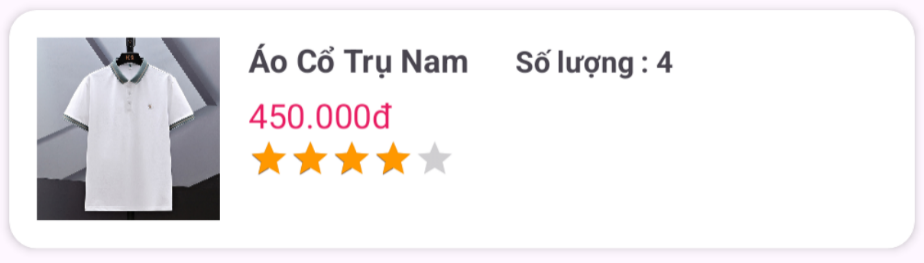 Áo Cổ Trụ Nam Số lượng : 4
450.000đ